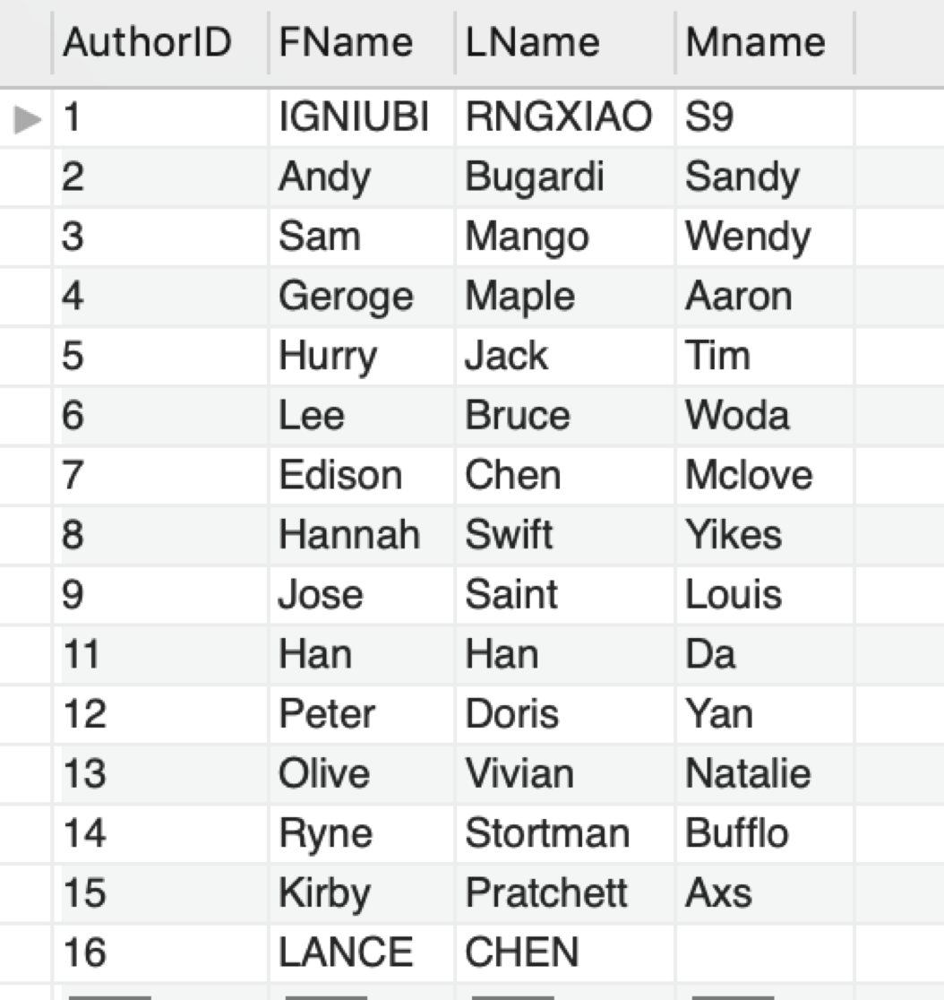 AuthorID FName LName Mname
1 IGNIUBI RNGXIAO S9
2 Andy Bugardi Sandy
3 Sam Mango Wendy
4 Geroge Maple Aaron
5 Hurry Jack Tim
6 Lee Bruce Woda
7 Edison Chen Mclove
8 Hannah Swift Yikes
9 Jose Saint Louis
11 Han Han Da
12 Peter Doris Yan
13 Olive Vivian Natalie
14 Ryne Stortman Bufflo
15 Kirby Pratchett Axs
16 LANCE CHEN